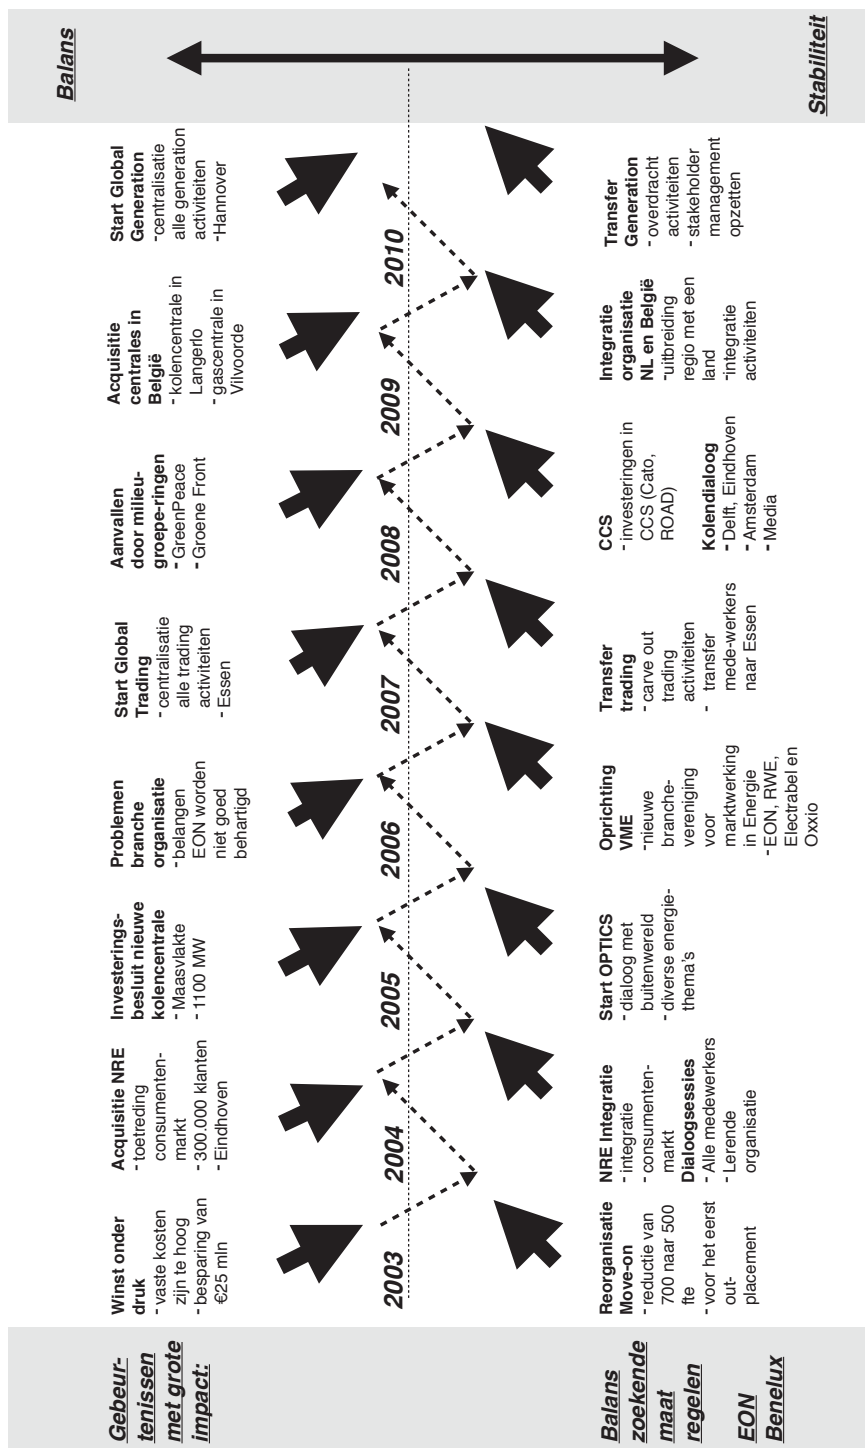 Gebeur-
tenissen
met grote
impact:
Winst onder
druk
- vaste kosten
zijn te hoog
- besparing van
€25 mln
Acquisitie NRE
- toetreding
consumenten-
markt
- 300.000 klanten
- Eindhoven
Investerings-
besluit nieuwe
kolencentrale
- Maasvlakte
- 1100 MW
Problemen
branche
organisatie
- belangen
EON worden
niet goed
behartigd
Start Global
Trading
- centralisatie
alle trading
activiteiten
- Essen
Aanvallen
door milieu-
groepe-ringen
- GreenPeace
- Groene Front
Acquisitie
centrales in
België
- kolencentrale in
Langerlo
- gascentrale in
Vilvoorde
Start Global
Generation
-centralisatie
alle generation
activiteiten
-Hannover
Balans
2003
2004
2005
2006
2007
2008
2009
2010
Balans
zoekende
maat
regelen
EON
Benelux
Reorganisatie
Move-on
- reductie van
700 naar 500
fte
- voor het eerst
out-
placement
NRE Integratie
- integratie
- consumenten-
markt
Dialoogsessies
- Alle medewerkers
- Lerende
organisatie
Start OPTICS
- dialoog met
buitenwereld
- diverse energie-
thema's
Oprichting
VME
-nieuwe
branche-
vereniging
voor
marktwerking
in Energie
- EON, RWE,
Electrabel en
Oxxio
Transfer
trading
- carve out
trading
activiteiten
- transfer
mede-werkers
naar Essen
CCS
- investeringen in
CCS (Cato,
ROAD)
Kolendialoog
- Delft, Eindhoven
- Amsterdam
- Media
Integratie
organisatie
NL en België
-uitbreiding
regio met een
land
-integratie
activiteiten
Transfer
Generation
- overdracht
activiteiten
- stakeholder
management
opzetten
Stabiliteit